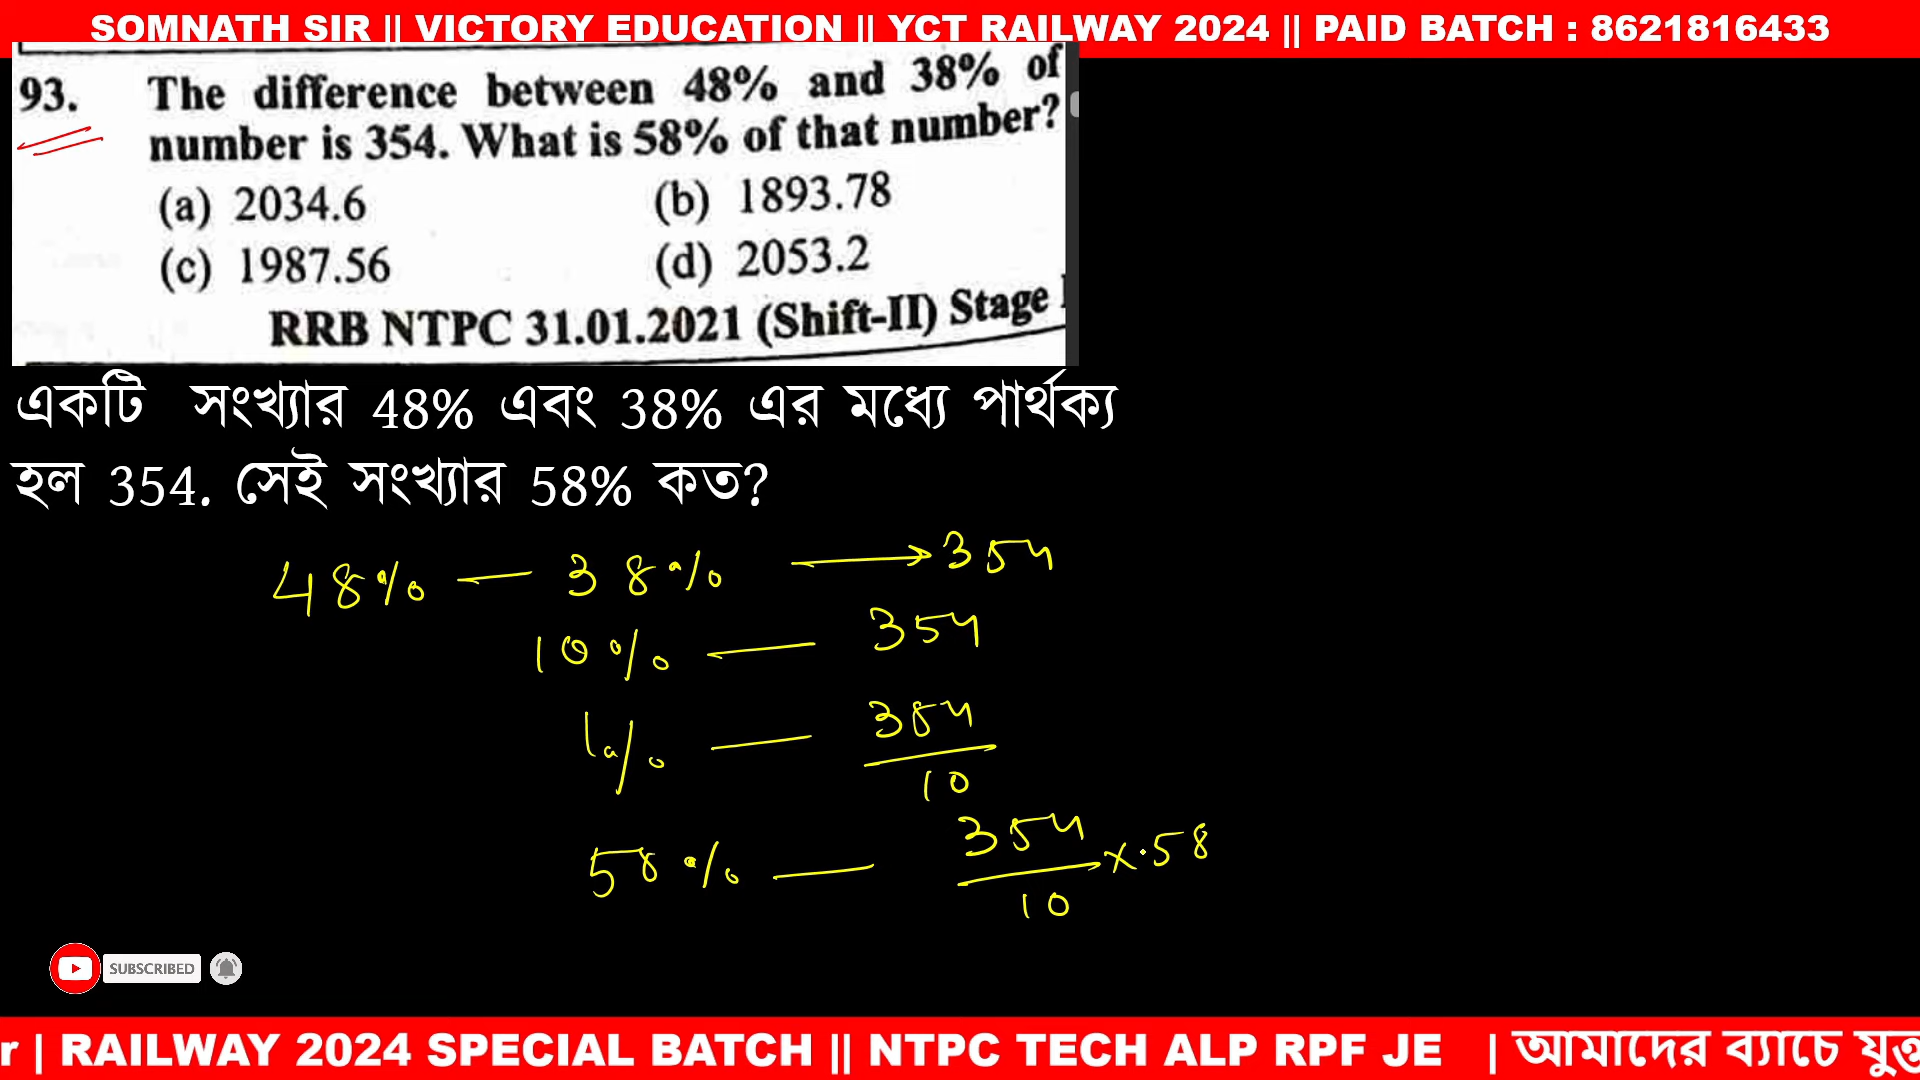 SOMNATH SIR || VICTORY EDUCATION || YCT RAILWAY 2024 || PAID BATCH : 8621816433
93. The difference between 48% and 38% of
number is 354. What is 58% of that number?
(a) 2034.6 (b) 1893.78
(c) 1987.56 (d) 2053.2
RRB NTPC 31.01.2021 (Shift-II) Stage
একটি সংখ্যার 48% এবং 38% এর মধ্যে পার্থক্য
হল 354. সেই সংখ্যার 58% কত?
48% — 38% → 354
10% — 354
1% — 354/10
58% — 354/10 × 58
SUBSCRIBED
r | RAILWAY 2024 SPECIAL BATCH || NTPC TECH ALP RPF JE | আমাদের ব্যাচে